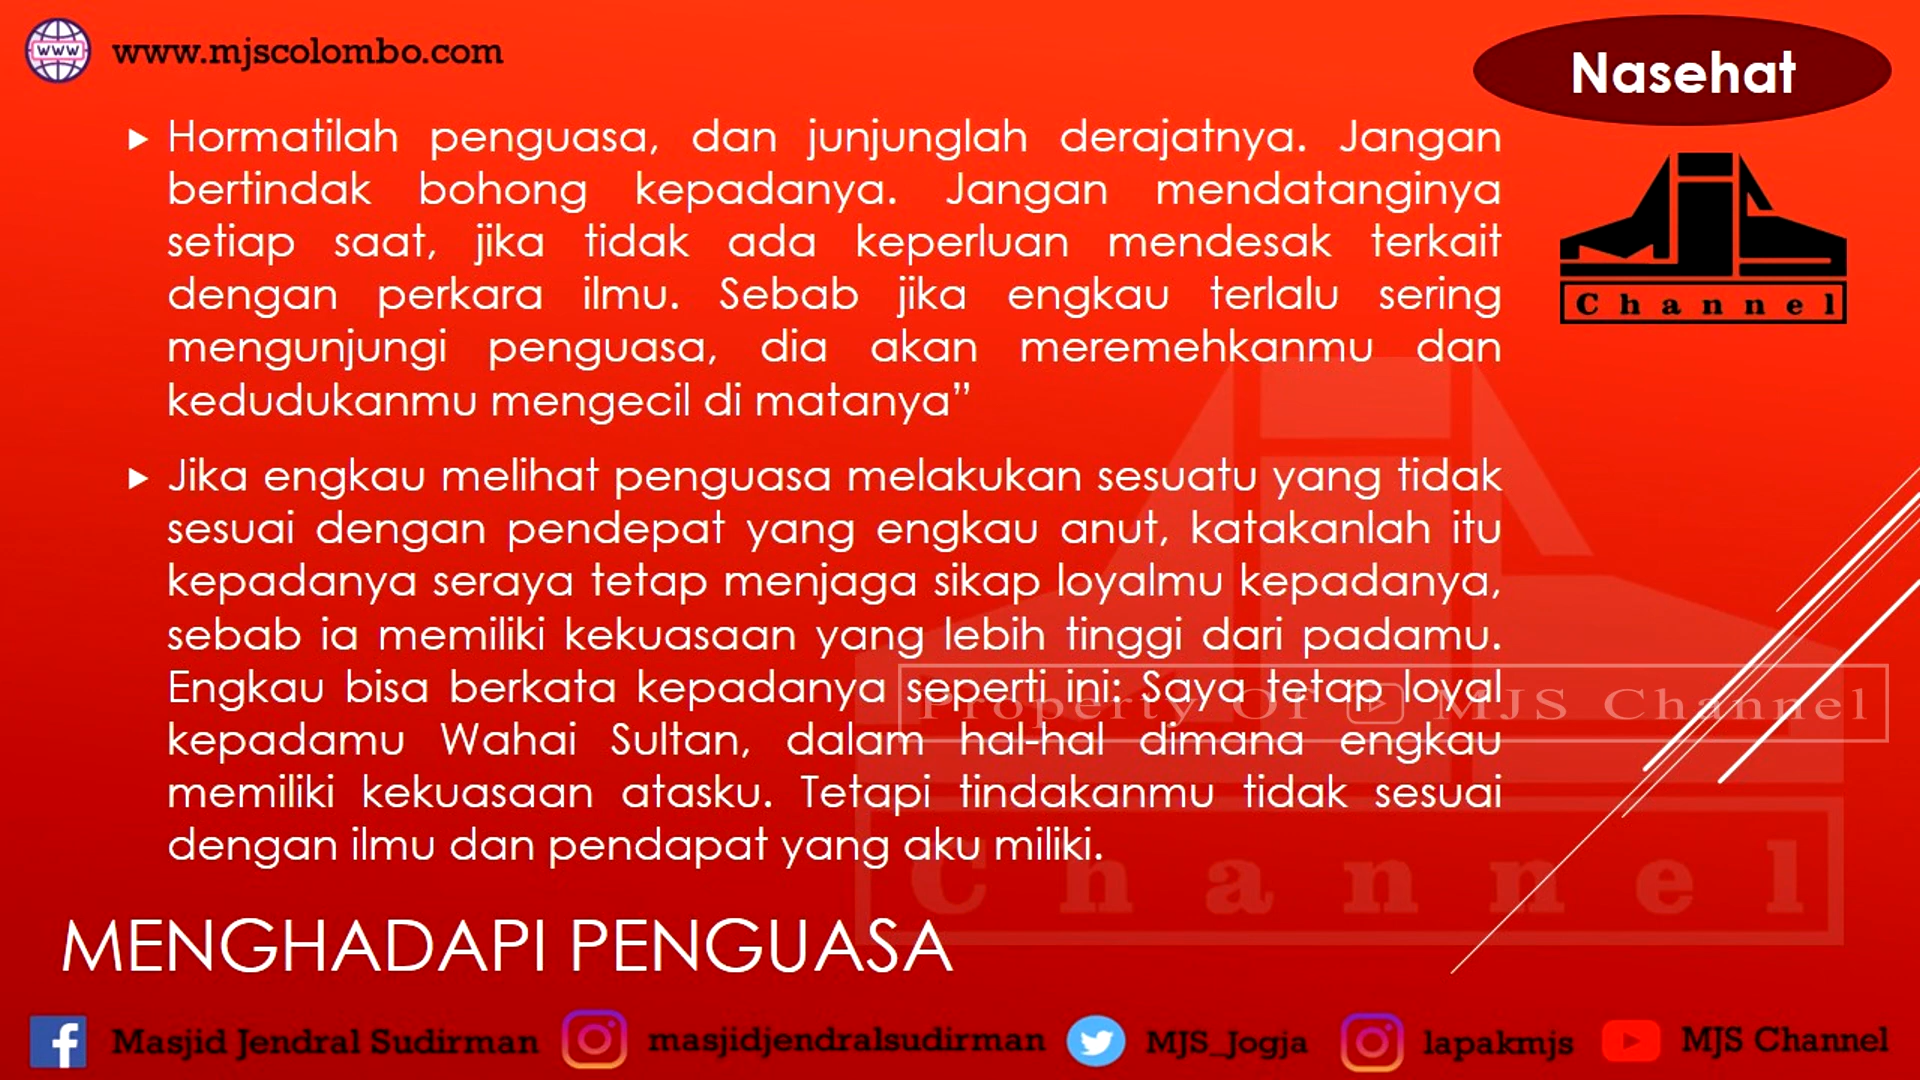 www.mjscolombo.com
Nasehat
Hormatilah penguasa, dan junjunglah derajatnya. Jangan
bertindak bohong kepadanya. Jangan mendatanginya
setiap saat, jika tidak ada keperluan mendesak terkait
dengan perkara ilmu. Sebab jika engkau terlalu sering
mengunjungi penguasa, dia akan meremehkanmu dan
kedudukanmu mengecil di matanya”
MJS
Channel
Jika engkau melihat penguasa melakukan sesuatu yang tidak
sesuai dengan pendepat yang engkau anut, katakanlah itu
kepadanya seraya tetap menjaga sikap loyalmu kepadanya,
sebab ia memiliki kekuasaan yang lebih tinggi dari padamu.
Engkau bisa berkata kepadanya seperti ini: Saya tetap loyal
kepadamu Wahai Sultan, dalam hal-hal dimana engkau
memiliki kekuasaan atasku. Tetapi tindakanmu tidak sesuai
dengan ilmu dan pendapat yang aku miliki.
Property Of MJS Channel
Channel
MENGHADAPI PENGUASA
Masjid Jendral Sudirman masjidjendralsudirman MJS_Jogja lapakmjs MJS Channel